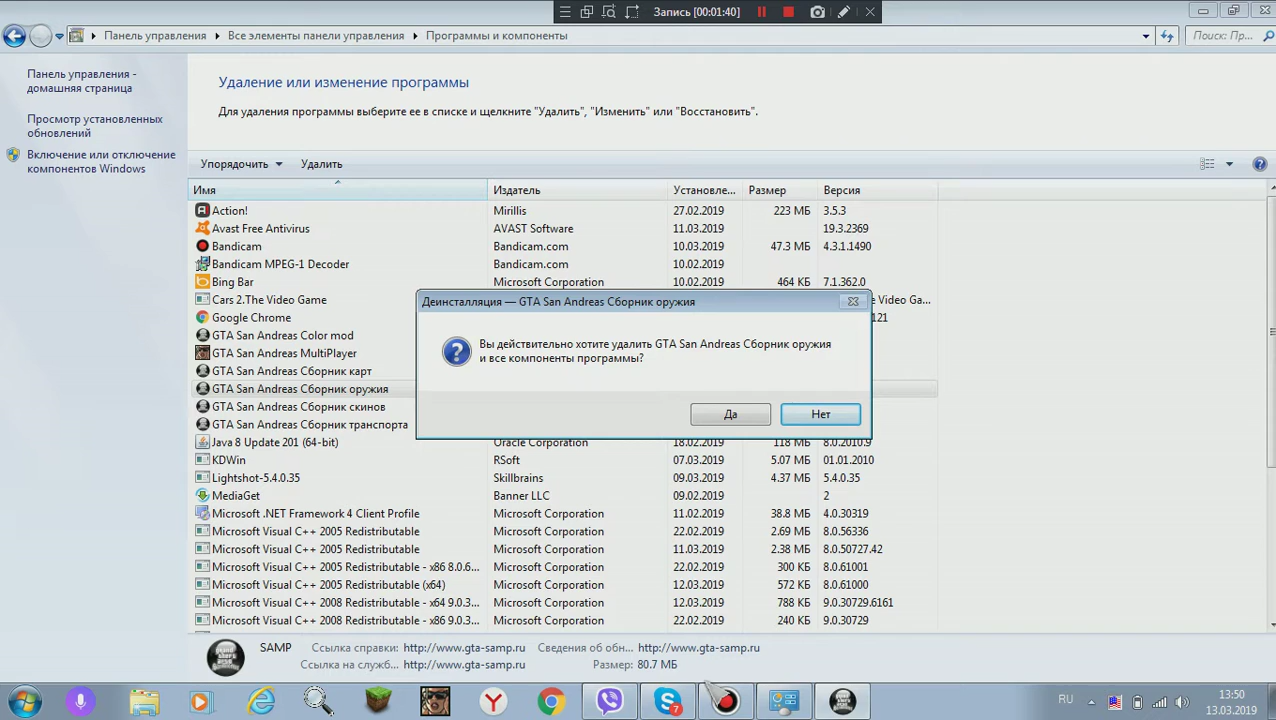 Запись [00:01:40]
Панель управления Все элементы панели управления Программы и компоненты Поиск: Пр...
Панель управления -
домашняя страница
Просмотр установленных
обновлений
Включение или отключение
компонентов Windows
Удаление или изменение программы
Для удаления программы выберите ее в списке и щелкните "Удалить", "Изменить" или "Восстановить".
Упорядочить Удалить
Имя Издатель Установле... Размер Версия
Action! Mirillis 27.02.2019 223 МБ 3.5.3
Avast Free Antivirus AVAST Software 11.03.2019 19.3.2369
Bandicam Bandicam.com 10.03.2019 47.3 МБ 4.3.1.1490
Bandicam MPEG-1 Decoder Bandicam.com 10.02.2019
Bing Bar Microsoft Corporation 10.02.2019 464 КБ 7.1.362.0
Cars 2.The Video Game he Video Ga...
Google Chrome 121
GTA San Andreas Color mod
GTA San Andreas MultiPlayer
GTA San Andreas Сборник карт
GTA San Andreas Сборник оружия
GTA San Andreas Сборник скинов
GTA San Andreas Сборник транспорта
Деинсталляция — GTA San Andreas Сборник оружия
Вы действительно хотите удалить GTA San Andreas Сборник оружия
и все компоненты программы?
Да Нет
Java 8 Update 201 (64-bit) Oracle Corporation 18.02.2019 118 МБ 8.0.2010.9
KDWin RSoft 07.03.2019 5.07 МБ 01.01.2010
Lightshot-5.4.0.35 Skillbrains 09.03.2019 4.37 МБ 5.4.0.35
MediaGet Banner LLC 09.02.2019 2
Microsoft .NET Framework 4 Client Profile Microsoft Corporation 11.02.2019 38.8 МБ 4.0.30319
Microsoft Visual C++ 2005 Redistributable Microsoft Corporation 22.02.2019 2.69 МБ 8.0.56336
Microsoft Visual C++ 2005 Redistributable Microsoft Corporation 11.03.2019 2.38 МБ 8.0.50727.42
Microsoft Visual C++ 2005 Redistributable - x86 8.0.6... Microsoft Corporation 22.02.2019 300 КБ 8.0.61001
Microsoft Visual C++ 2005 Redistributable (x64) Microsoft Corporation 12.03.2019 572 КБ 8.0.61000
Microsoft Visual C++ 2008 Redistributable - x64 9.0.3... Microsoft Corporation 12.03.2019 788 КБ 9.0.30729.6161
Microsoft Visual C++ 2008 Redistributable - x86 9.0.3... Microsoft Corporation 22.02.2019 240 КБ 9.0.30729
SAMP Ссылка справки: http://www.gta-samp.ru Сведения об обн... http://www.gta-samp.ru
Ссылка на служб... http://www.gta-samp.ru Размер: 80.7 МБ
7
RU
13:50
13.03.2019